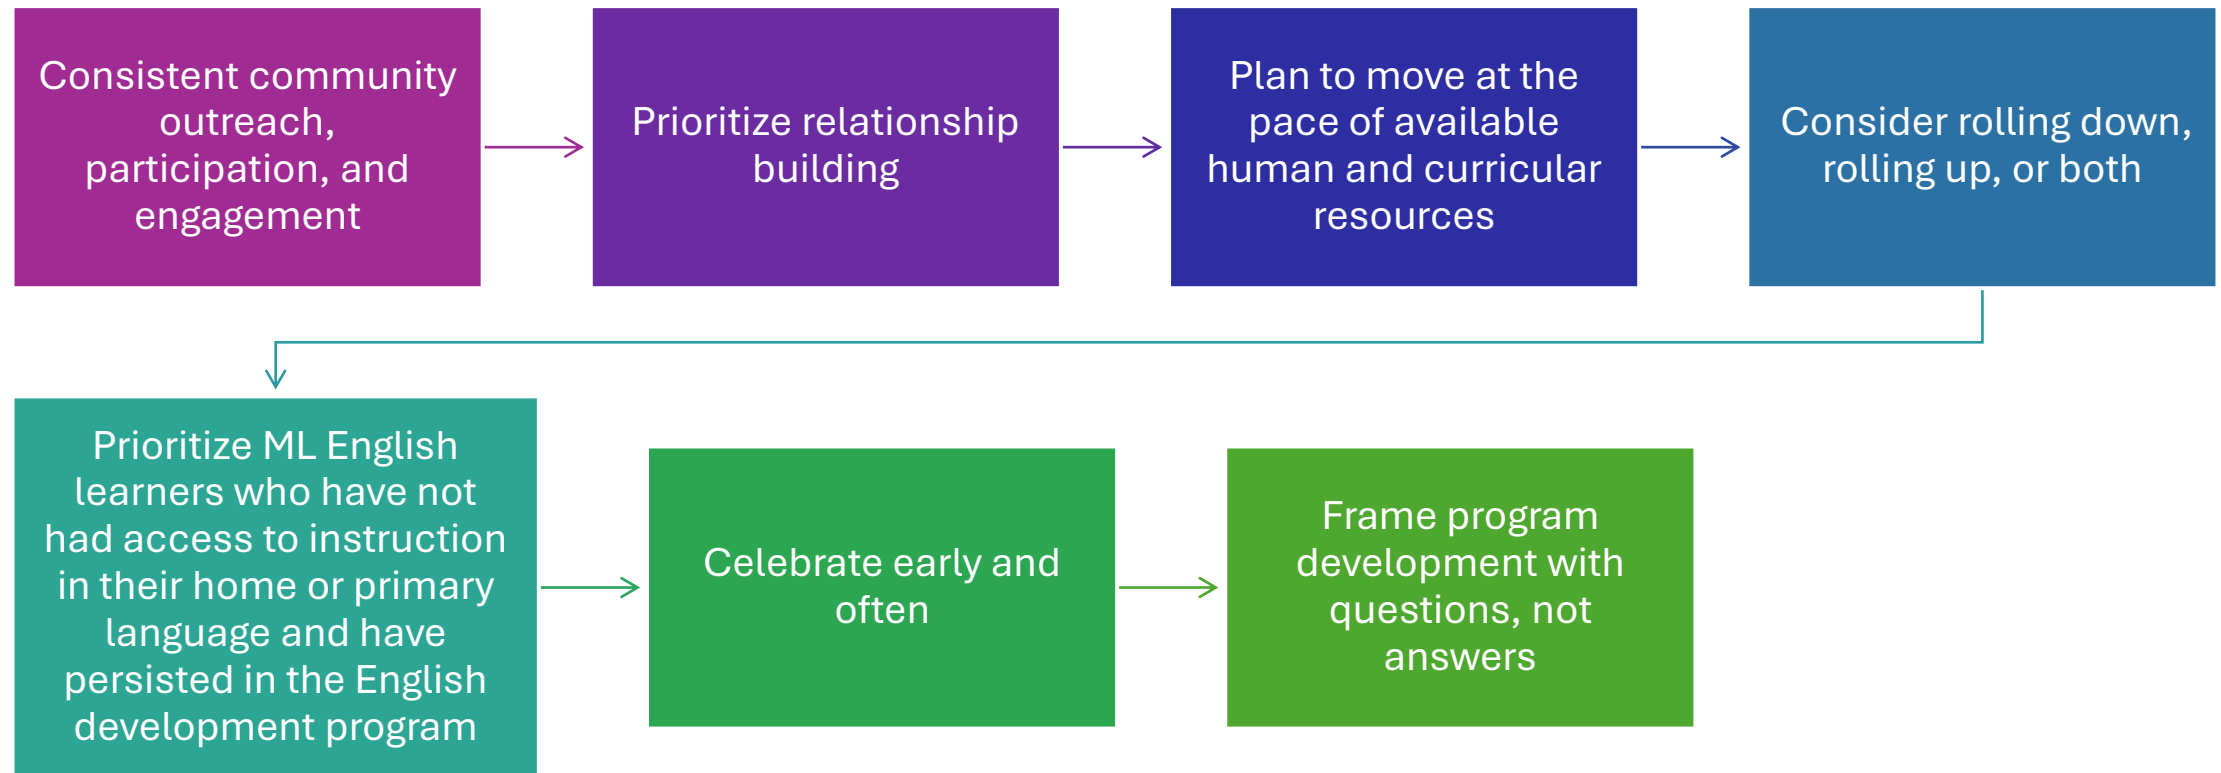 Consistent community
outreach,
participation, and
engagement
Prioritize relationship
building
Plan to move at the
pace of available
human and curricular
resources
Consider rolling down,
rolling up, or both
Prioritize ML English
learners who have not
had access to instruction
in their home or primary
language and have
persisted in the English
development program
Celebrate early and
often
Frame program
development with
questions, not
answers